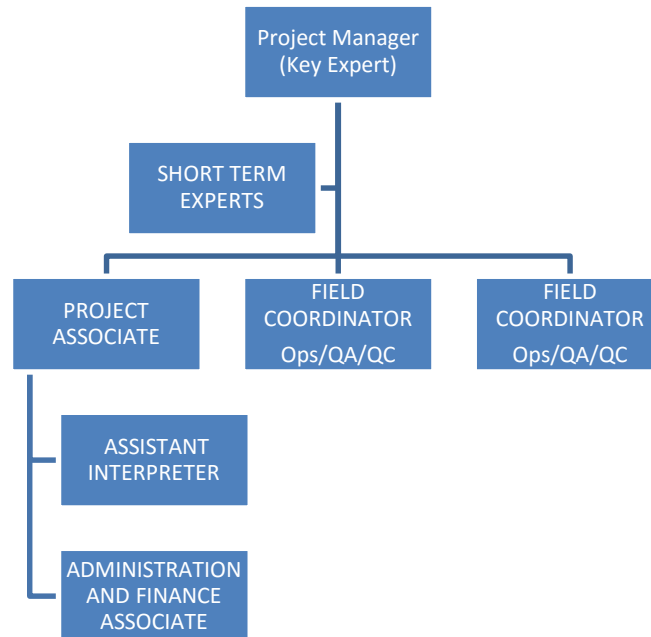 Project Manager
(Key Expert)
SHORT TERM
EXPERTS
PROJECT
ASSOCIATE
FIELD
COORDINATOR
Ops/QA/QC
FIELD
COORDINATOR
Ops/QA/QC
ASSISTANT
INTERPRETER
ADMINISTRATION
AND FINANCE
ASSOCIATE